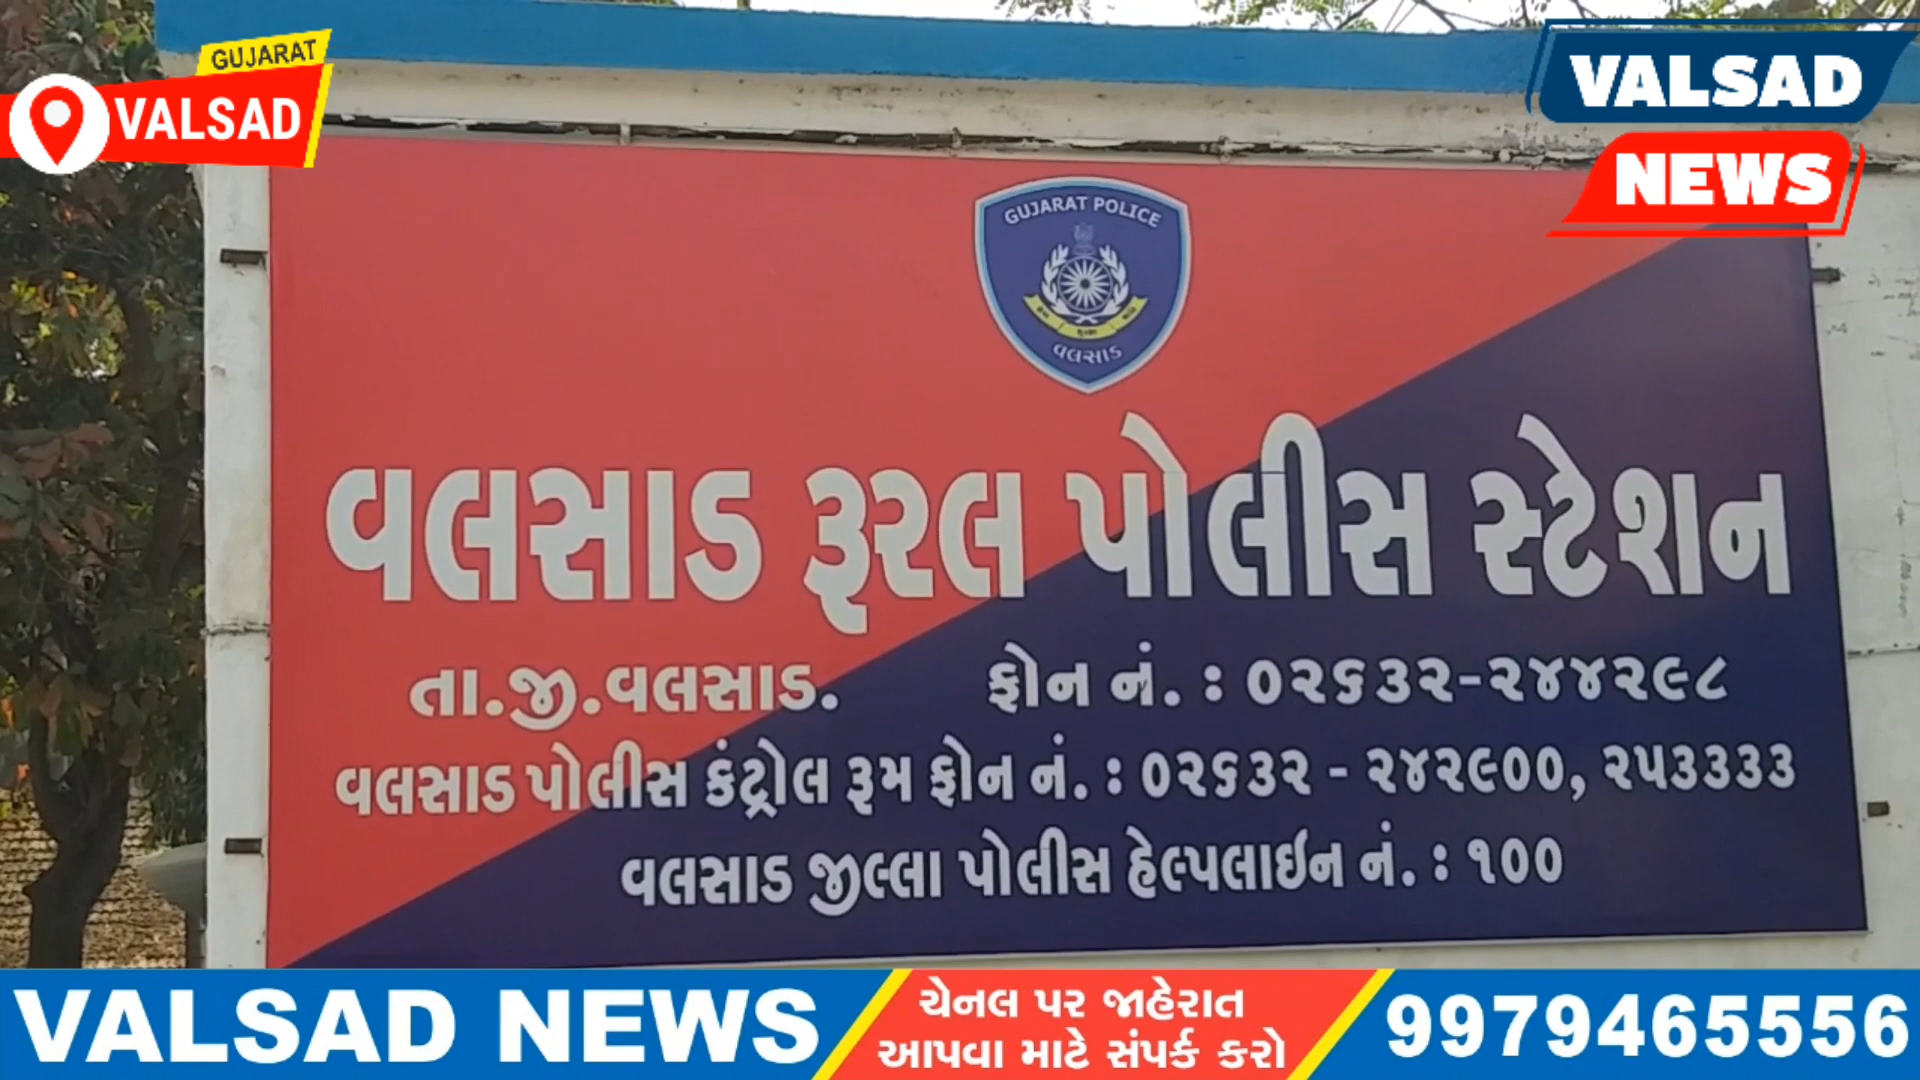 GUJARAT
VALSAD
VALSAD
NEWS
GUJARAT POLICE
વલસાડ
વલસાડ રૂરલ પોલીસ સ્ટેશન
તા.જી.વલસાડ. ફોન નં. : ૦૨૬૩૨-૨૪૪૨૯૮
વલસાડ પોલીસ કંટ્રોલ રૂમ ફોન નં. : ૦૨૬૩૨ - ૨૪૨૯૦૦, ૨૫૩૩૩૩
વલસાડ જીલ્લા પોલીસ હેલ્પલાઇન નં. : ૧૦૦
VALSAD NEWS
ચેનલ પર જાહેરાત
આપવા માટે સંપર્ક કરો
9979465556